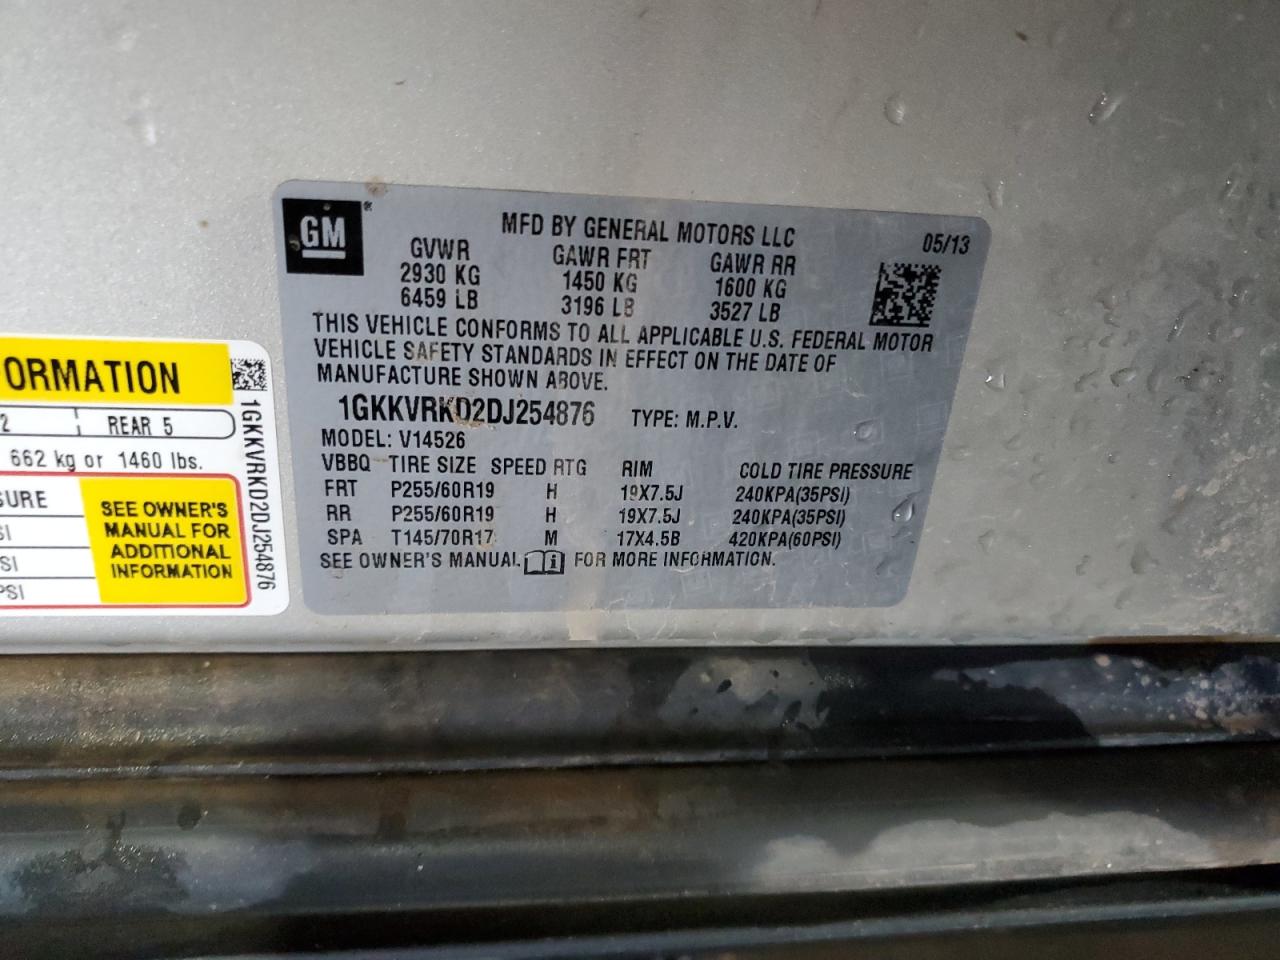 GM®
MFD BY GENERAL MOTORS LLC 05/13
GVWR GAWR FRT GAWR RR
2930 KG 1450 KG 1600 KG
6459 LB 3196 LB 3527 LB
THIS VEHICLE CONFORMS TO ALL APPLICABLE U.S. FEDERAL MOTOR
VEHICLE SAFETY STANDARDS IN EFFECT ON THE DATE OF
MANUFACTURE SHOWN ABOVE.
1GKKVRKD2DJ254876 TYPE: M.P.V.
MODEL: V14526
VBBQ TIRE SIZE SPEED RTG RIM COLD TIRE PRESSURE
FRT P255/60R19 H 19X7.5J 240KPA(35PSI)
RR P255/60R19 H 19X7.5J 240KPA(35PSI)
SPA T145/70R17 M 17X4.5B 420KPA(60PSI)
SEE OWNER'S MANUAL FOR MORE INFORMATION.
ORMATION
2 REAR 5
662 kg or 1460 lbs.
SURE
SI
SI
PSI
SEE OWNER'S
MANUAL FOR
ADDITIONAL
INFORMATION
1GKKVRKD2DJ254876